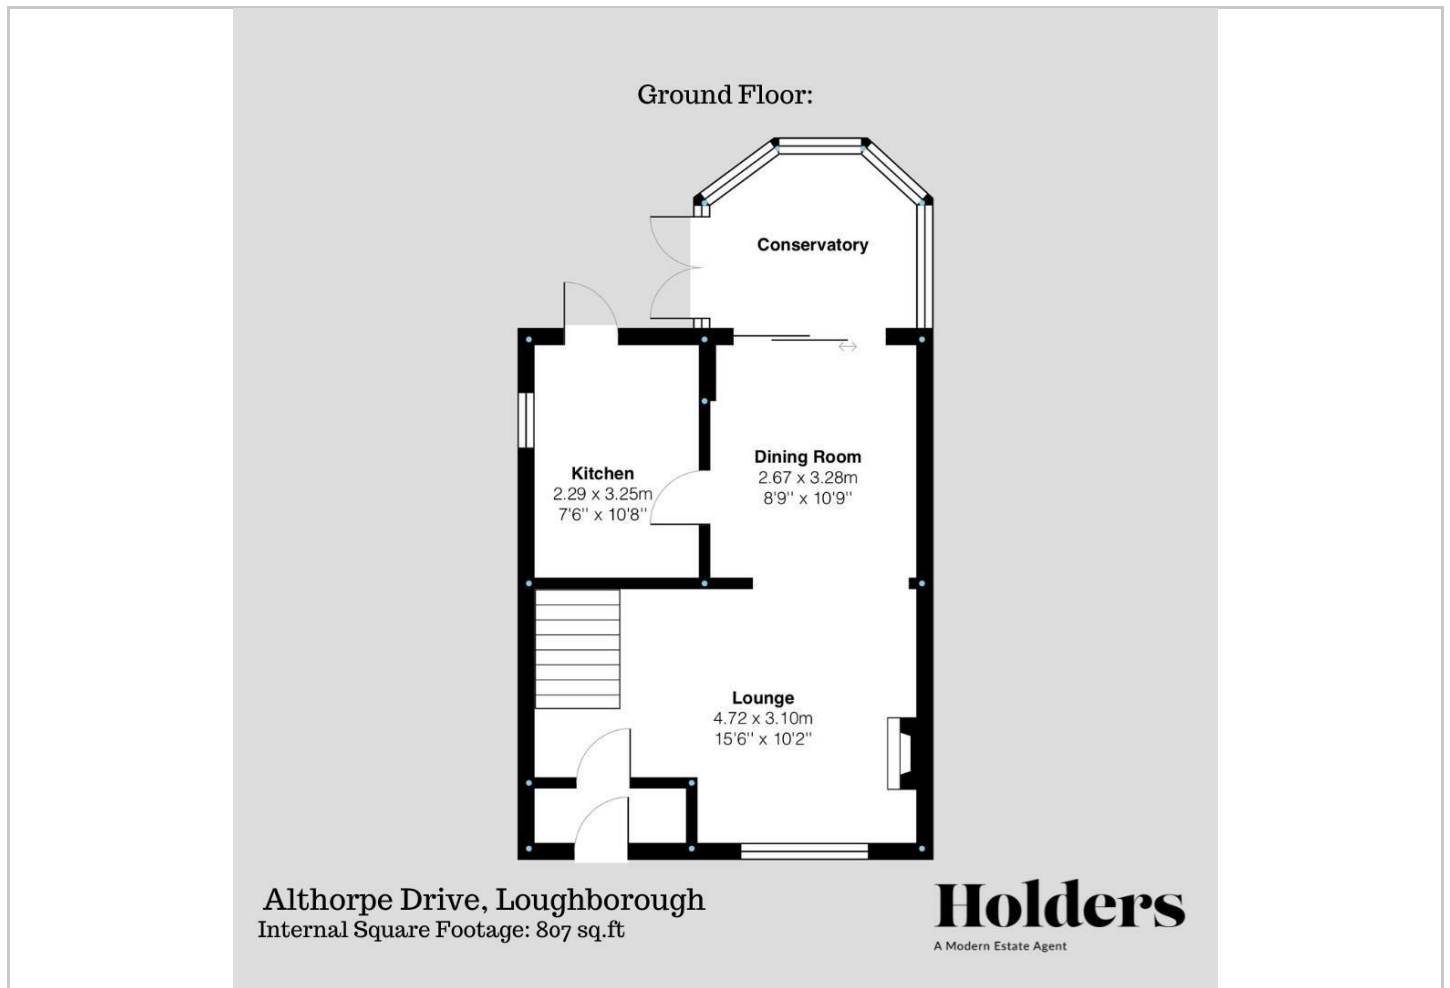 Ground Floor:
Conservatory
Dining Room
2.67 x 3.28m
8'9'' x 10'9''
Kitchen
2.29 x 3.25m
7'6'' x 10'8''
Lounge
4.72 x 3.10m
15'6'' x 10'2''
Althorpe Drive, Loughborough
Internal Square Footage: 807 sq.ft
Holders
A Modern Estate Agent